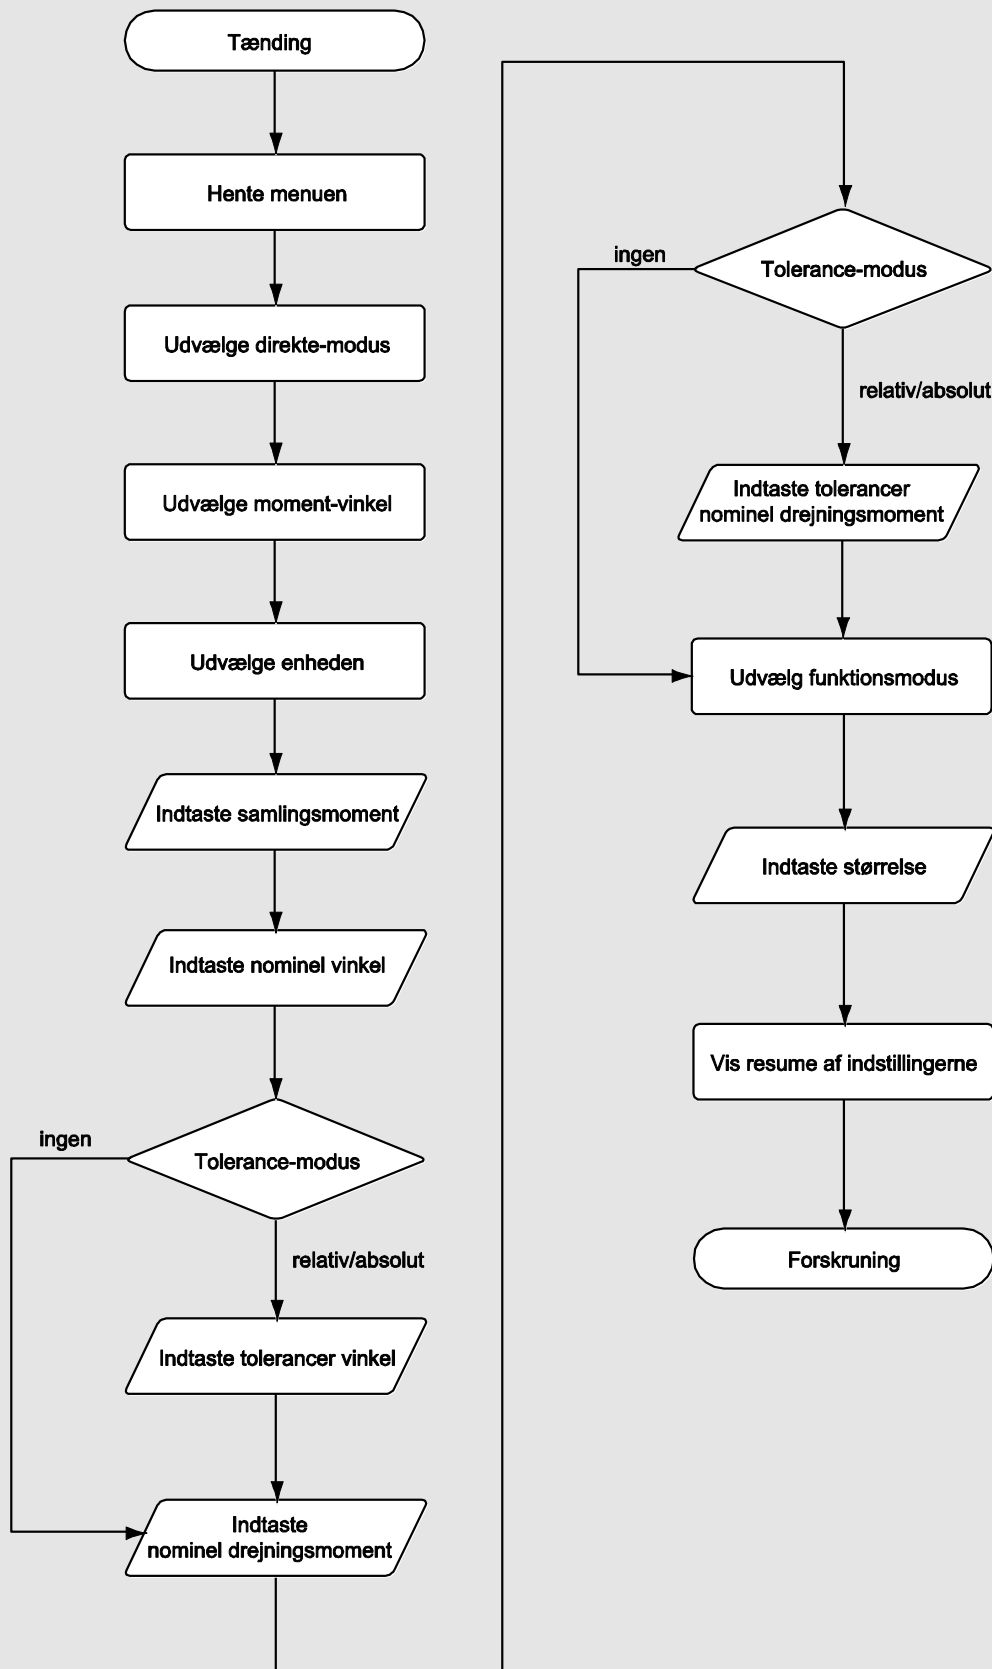 Tænding
Hente menuen
Udvælge direkte-modus
Udvælge moment-vinkel
Udvælge enheden
Indtaste samlingsmoment
Indtaste nominel vinkel
ingen
Tolerance-modus
relativ/absolut
Indtaste tolerancer vinkel
Indtaste
nominel drejningsmoment
ingen
Tolerance-modus
relativ/absolut
Indtaste tolerancer
nominel drejningsmoment
Udvælg funktionsmodus
Indtaste størrelse
Vis resume af indstillingerne
Forskruning